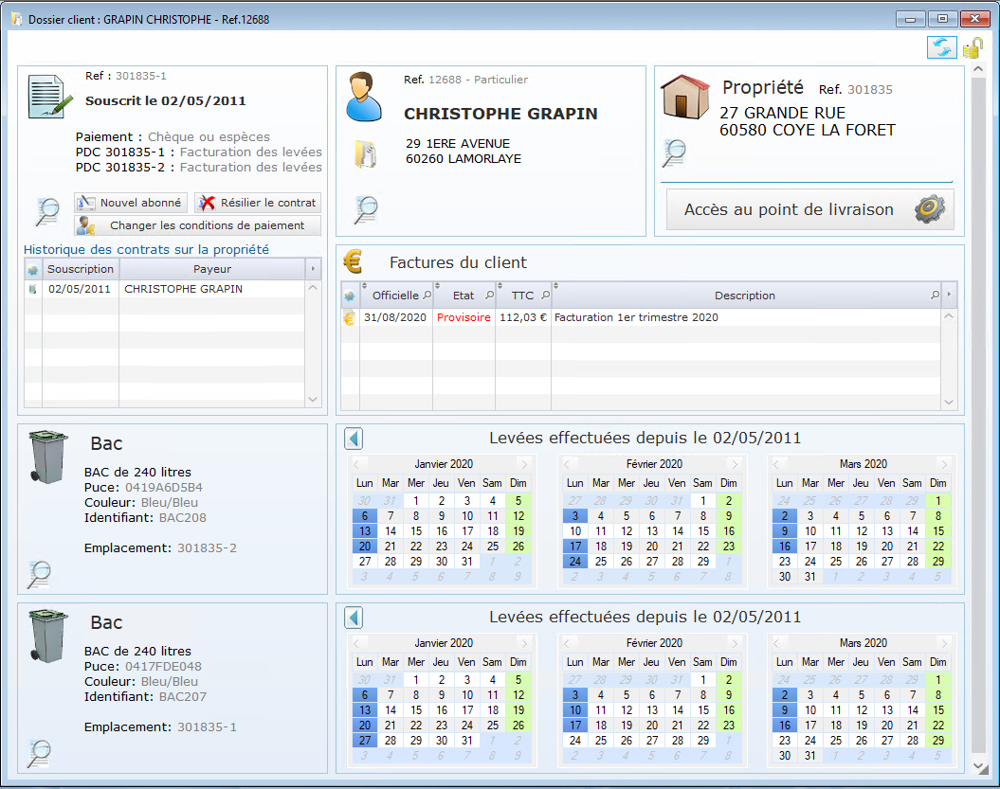 Dossier client : GRAPIN CHRISTOPHE - Ref.12688
Ref : 301835-1
Souscrit le 02/05/2011
Paiement : Chèque ou espèces
PDC 301835-1 : Facturation des levées
PDC 301835-2 : Facturation des levées
Nouvel abonné
Résilier le contrat
Changer les conditions de paiement
Historique des contrats sur la propriété
Souscription Payeur
02/05/2011 CHRISTOPHE GRAPIN
Ref. 12688 - Particulier
CHRISTOPHE GRAPIN
29 1ERE AVENUE
60260 LAMORLAYE
Propriété Ref. 301835
27 GRANDE RUE
60580 COYE LA FORET
Accès au point de livraison
Factures du client
Officielle Etat TTC Description
31/08/2020 Provisoire 112,03 € Facturation 1er trimestre 2020
Bac
BAC de 240 litres
Puce: 0419A6D5B4
Couleur: Bleu/Bleu
Identifiant: BAC208
Emplacement: 301835-2
Levées effectuées depuis le 02/05/2011
Janvier 2020
Lun Mar Mer Jeu Ven Sam Dim
30 31 1 2 3 4 5
6 7 8 9 10 11 12
13 14 15 16 17 18 19
20 21 22 23 24 25 26
27 28 29 30 31 1 2
3 4 5 6 7 8 9
Février 2020
Lun Mar Mer Jeu Ven Sam Dim
27 28 29 30 31 1 2
3 4 5 6 7 8 9
10 11 12 13 14 15 16
17 18 19 20 21 22 23
24 25 26 27 28 29 1
2 3 4 5 6 7 8
Mars 2020
Lun Mar Mer Jeu Ven Sam Dim
24 25 26 27 28 29 1
2 3 4 5 6 7 8
9 10 11 12 13 14 15
16 17 18 19 20 21 22
23 24 25 26 27 28 29
30 31 1 2 3 4 5
Bac
BAC de 240 litres
Puce: 0417FDE048
Couleur: Bleu/Bleu
Identifiant: BAC207
Emplacement: 301835-1
Levées effectuées depuis le 02/05/2011
Janvier 2020
Lun Mar Mer Jeu Ven Sam Dim
30 31 1 2 3 4 5
6 7 8 9 10 11 12
13 14 15 16 17 18 19
20 21 22 23 24 25 26
27 28 29 30 31 1 2
3 4 5 6 7 8 9
Février 2020
Lun Mar Mer Jeu Ven Sam Dim
27 28 29 30 31 1 2
3 4 5 6 7 8 9
10 11 12 13 14 15 16
17 18 19 20 21 22 23
24 25 26 27 28 29 1
2 3 4 5 6 7 8
Mars 2020
Lun Mar Mer Jeu Ven Sam Dim
24 25 26 27 28 29 1
2 3 4 5 6 7 8
9 10 11 12 13 14 15
16 17 18 19 20 21 22
23 24 25 26 27 28 29
30 31 1 2 3 4 5